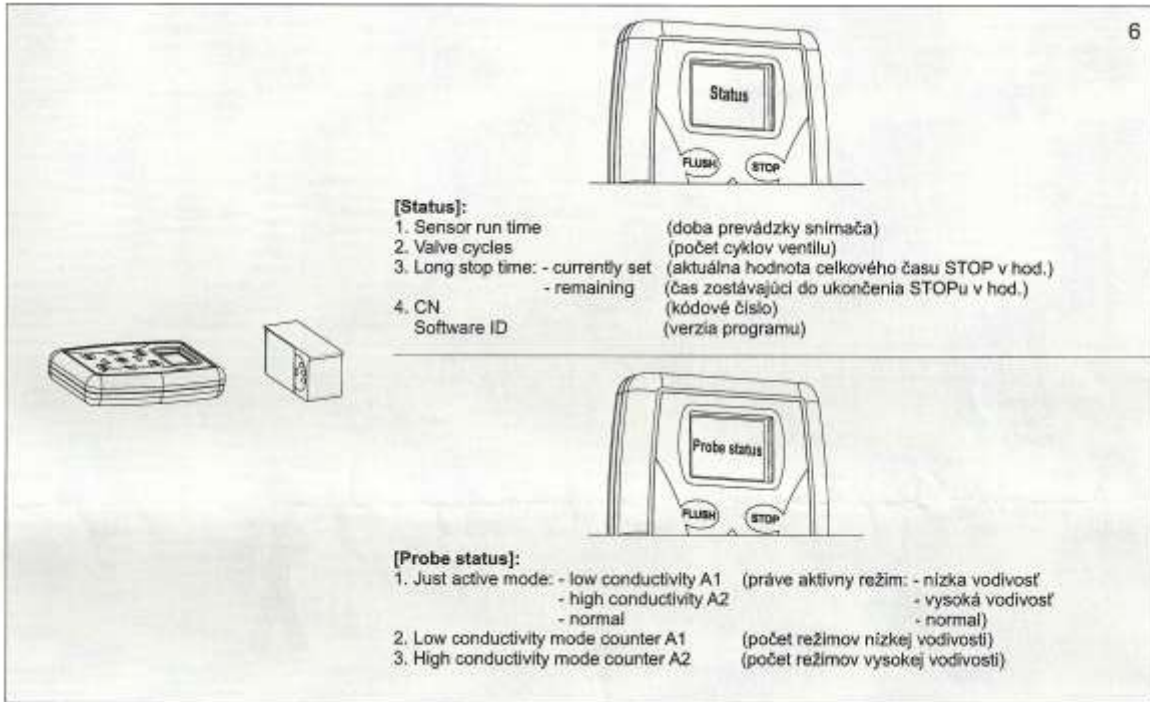 6
Status
FLUSH STOP
[Status]:
1. Sensor run time (doba prevádzky snímača)
2. Valve cycles (počet cyklov ventilu)
3. Long stop time: - currently set (aktuálna hodnota celkového času STOP v hod.)
- remaining (čas zostávajúci do ukončenia STOPu v hod.)
4. CN (kódové číslo)
Software ID (verzia programu)
Probe status
FLUSH STOP
[Probe status]:
1. Just active mode: - low conductivity A1 (práve aktivny režim: - nízka vodivosť
- high conductivity A2 - vysoká vodivosť
- normal - normal)
2. Low conductivity mode counter A1 (počet režimov nízkej vodivosti)
3. High conductivity mode counter A2 (počet režimov vysokej vodivosti)